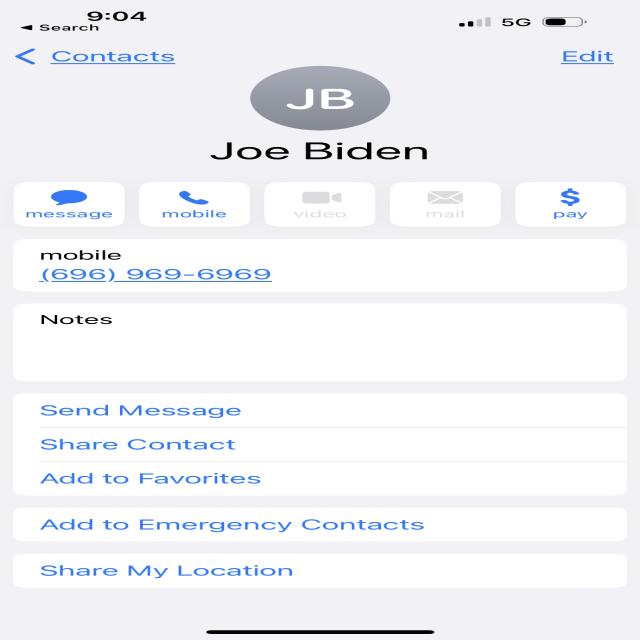 9:04
◄ Search
5G
Contacts
Edit
JB
Joe Biden
message
mobile
video
mail
pay
mobile
(696) 969-6969
Notes
Send Message
Share Contact
Add to Favorites
Add to Emergency Contacts
Share My Location